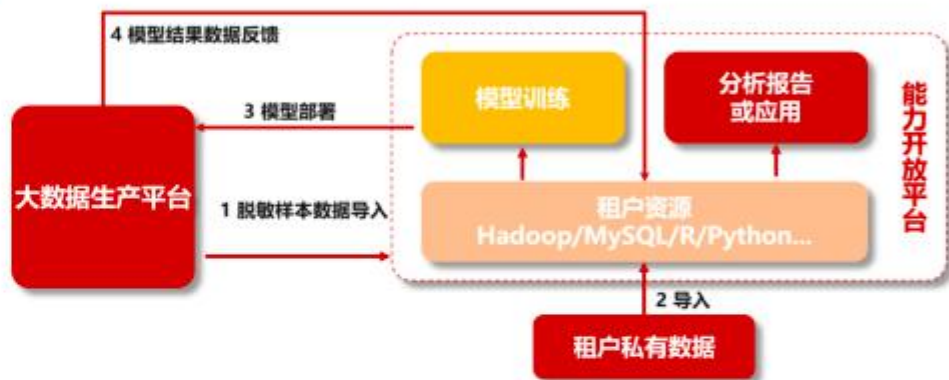 4 模型结果数据反馈
模型训练
分析报告
或应用
能力开放平台
3 模型部署
大数据生产平台
1 脱敏样本数据导入
租户资源
Hadoop/MySQL/R/Python...
2 导入
租户私有数据